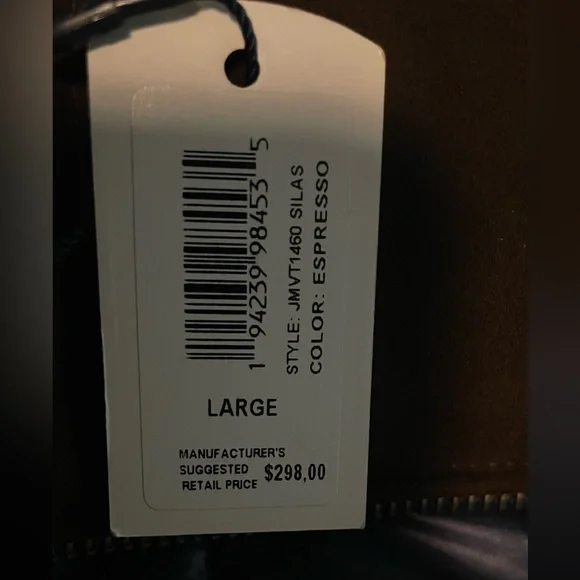 1 94239 98453 5
STYLE: JMVT1460 SILAS
COLOR: ESPRESSO
LARGE
MANUFACTURER'S
SUGGESTED $298,00
RETAIL PRICE